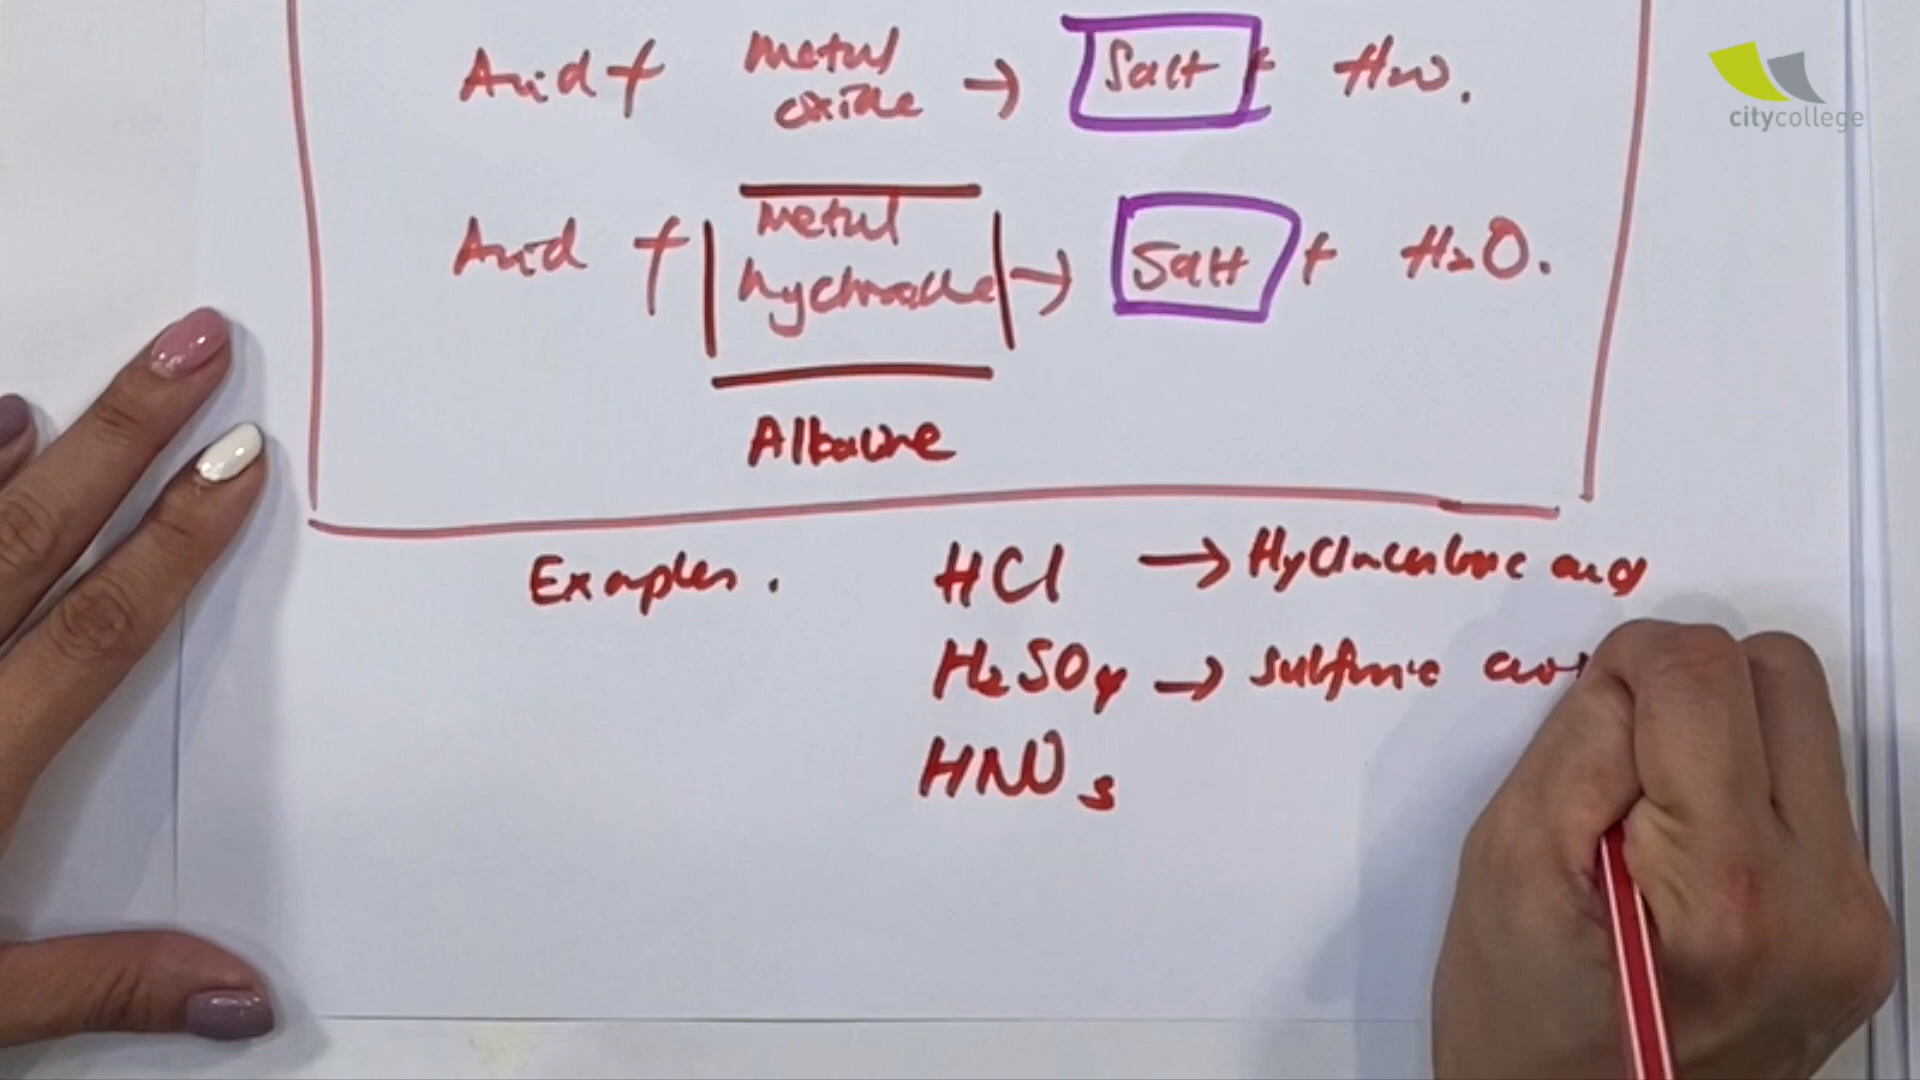 Acid + metal oxide → Salt + H2O.
citycollege
Acid + metal hydroxide → Salt + H2O.
Alkaline
Examples. HCl → Hydrochloric acid
H2SO4 → Sulfuric acid
HNO3